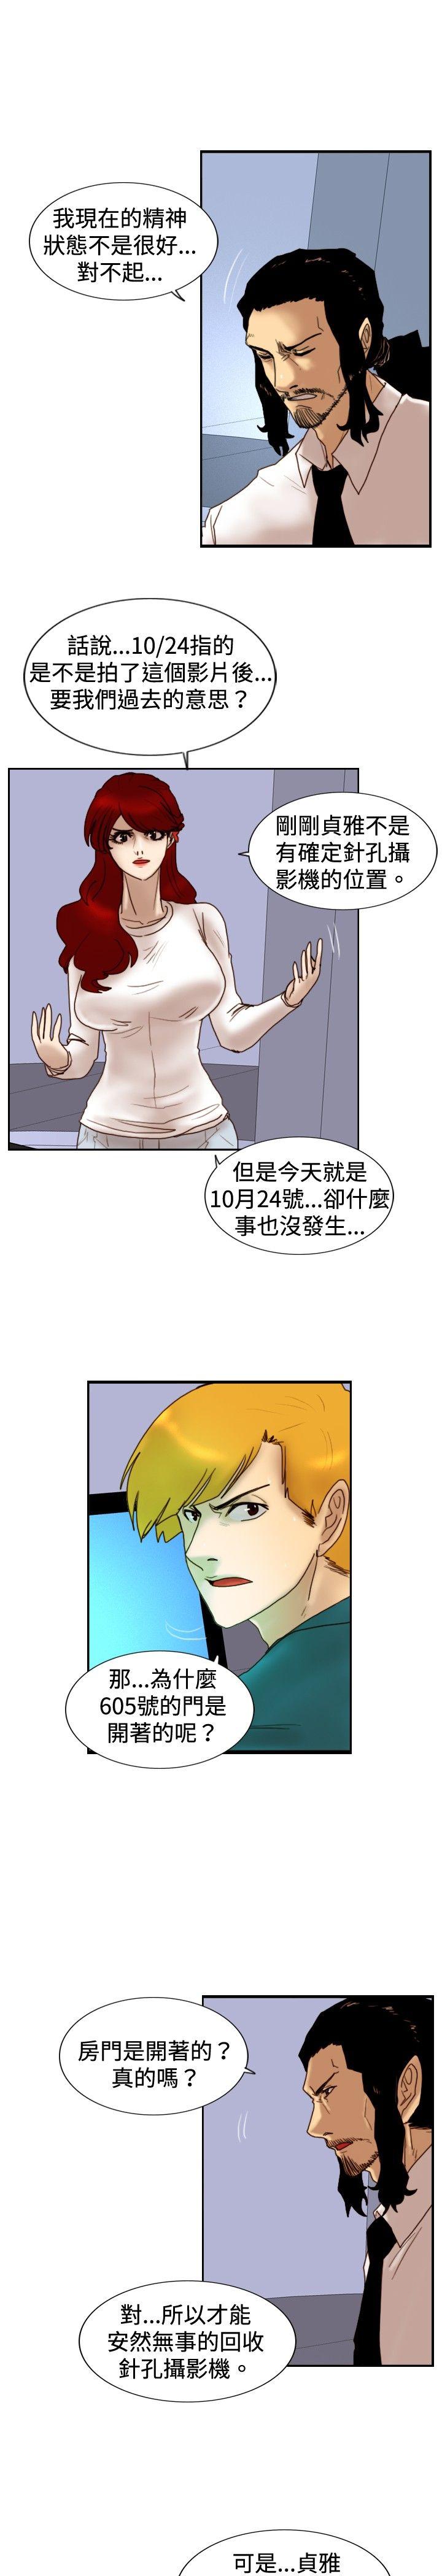 我現在的精神
狀態不是很好...
對不起...
話說...10/24指的
是不是拍了這個影片後...
要我們過去的意思？
剛剛貞雅不是
有確定針孔攝
影機的位置。
但是今天就是
10月24號...卻什麼
事也沒發生...
那...為什麼
605號的門是
開著的呢？
房門是開著的？
真的嗎？
對...所以才能
安然無事的回收
針孔攝影機。
可是...貞雅